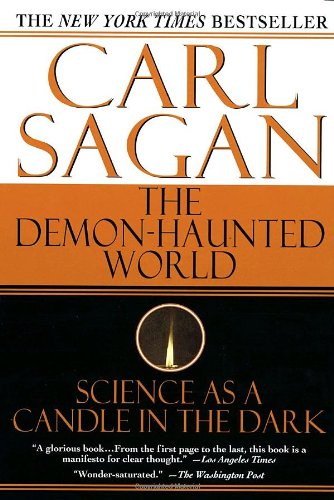 THE NEW YORK TIMES BESTSELLER
CARL
SAGAN
THE
DEMON-HAUNTED
WORLD
SCIENCE AS A
CANDLE IN THE DARK
"A glorious book...From the first page to the last, this book is a
manifesto for clear thought." —Los Angeles Times
"Wonder-saturated." —The Washington Post